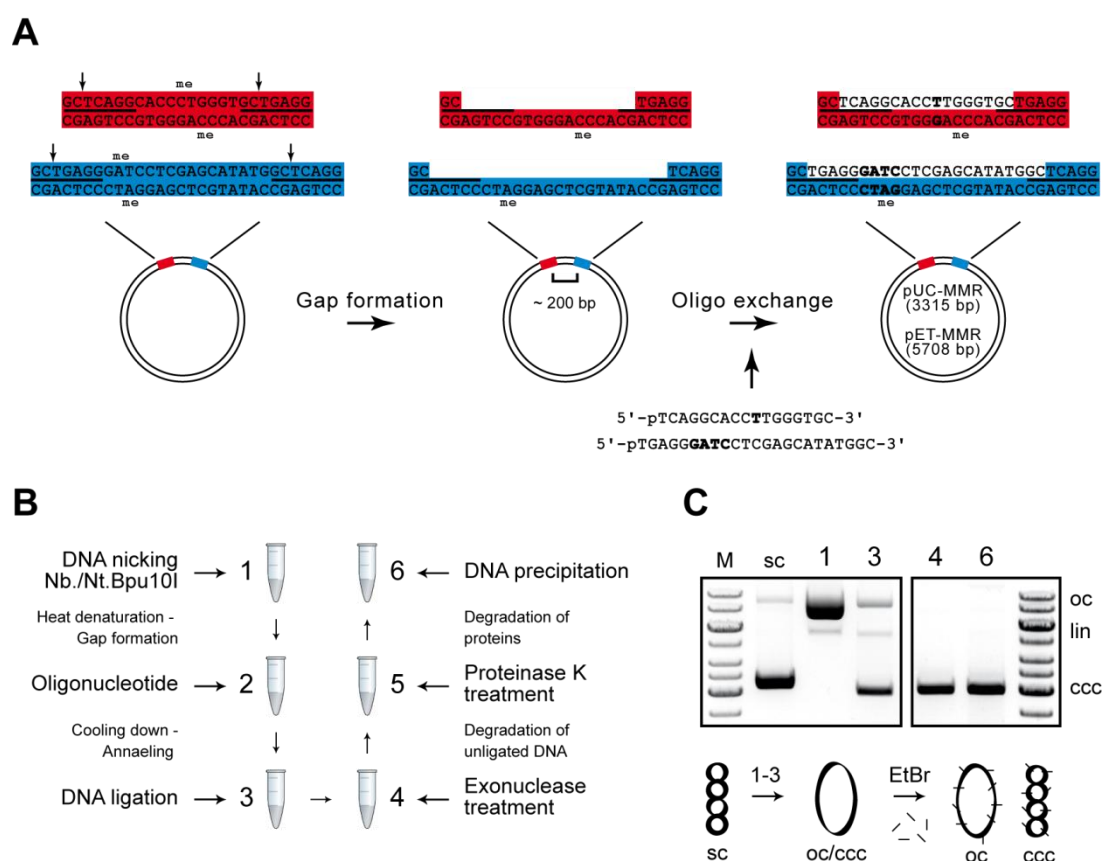 A
me
GCTCAGGCACCCTGGGTGCTGAGG
CGAGTCCGTGGGACCCACGACTCC
me
me
GCTGAGGGATCCTCGAGCATATGGCTCAGG
CGACTCCCTAGGAGCTCGTATACCGAGTCC
me
GC TGAGG
CGAGTCCGTGGGACCCACGACTCC
GC TCAGG
CGACTCCCTAGGAGCTCGTATACCGAGTCC
GCTCAGGCACCTTGGGTGCTGAGG
CGAGTCCGTGGGACCCACGACTCC
GCTGAGGGATCCTCGAGCATATGGCTCAGG
CGACTCCCTAGGAGCTCGTATACCGAGTCC
Gap formation
~ 200 bp
Oligo exchange
pUC-MMR
(3315 bp)
pET-MMR
(5708 bp)
5'-pTCAGGCACCTTGGGTGC-3'
5'-pTGAGGGATCCTCGAGCATATGGC-3'
B
DNA nicking
Nb./Nt.Bpu10I
1
6
DNA precipitation
Heat denaturation -
Gap formation
Degradation of
proteins
Oligonucleotide
2
5
Proteinase K
treatment
Cooling down -
Annaeling
Degradation of
unligated DNA
DNA ligation
3
4
Exonuclease
treatment
C
M sc 1 3 4 6
oc
lin
ccc
1-3
EtBr
sc
oc/ccc
oc
ccc